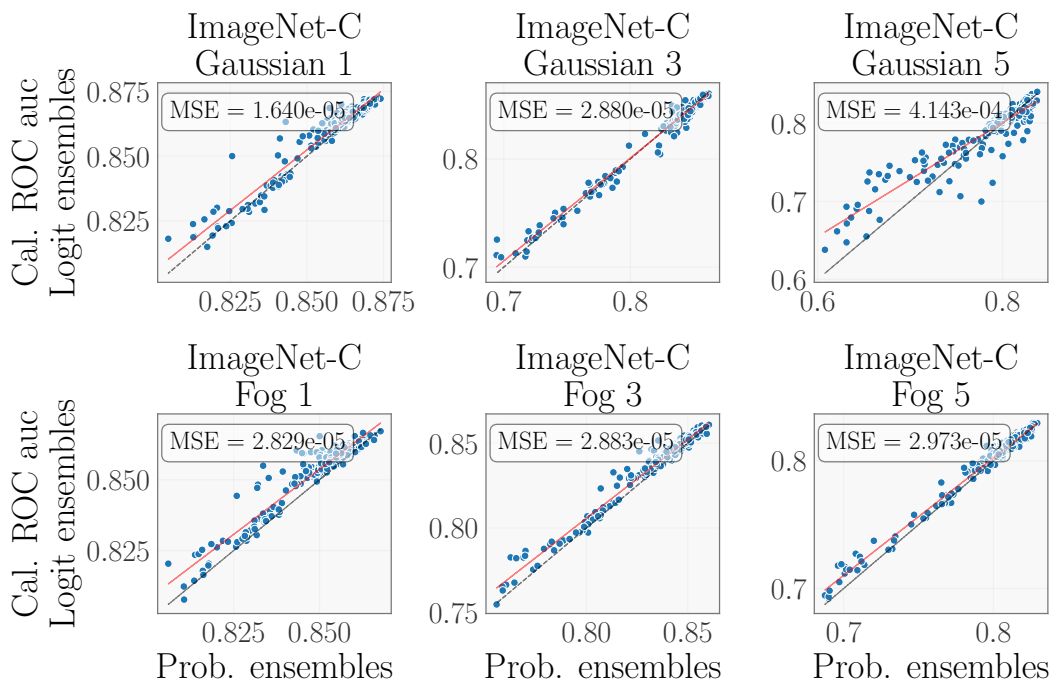 ImageNet-C
Gaussian 1
ImageNet-C
Gaussian 3
ImageNet-C
Gaussian 5
Cal. ROC auc
Logit ensembles
MSE = 1.640e-05
0.875
0.850
0.825
0.825
0.850
0.875
MSE = 2.880e-05
0.8
0.7
0.7
0.8
MSE = 4.143e-04
0.8
0.7
0.6
0.6
0.8
ImageNet-C
Fog 1
ImageNet-C
Fog 3
ImageNet-C
Fog 5
Cal. ROC auc
Logit ensembles
MSE = 2.829e-05
0.850
0.825
0.825
0.850
Prob. ensembles
MSE = 2.883e-05
0.85
0.80
0.75
0.80
0.85
Prob. ensembles
MSE = 2.973e-05
0.8
0.7
0.7
0.8
Prob. ensembles